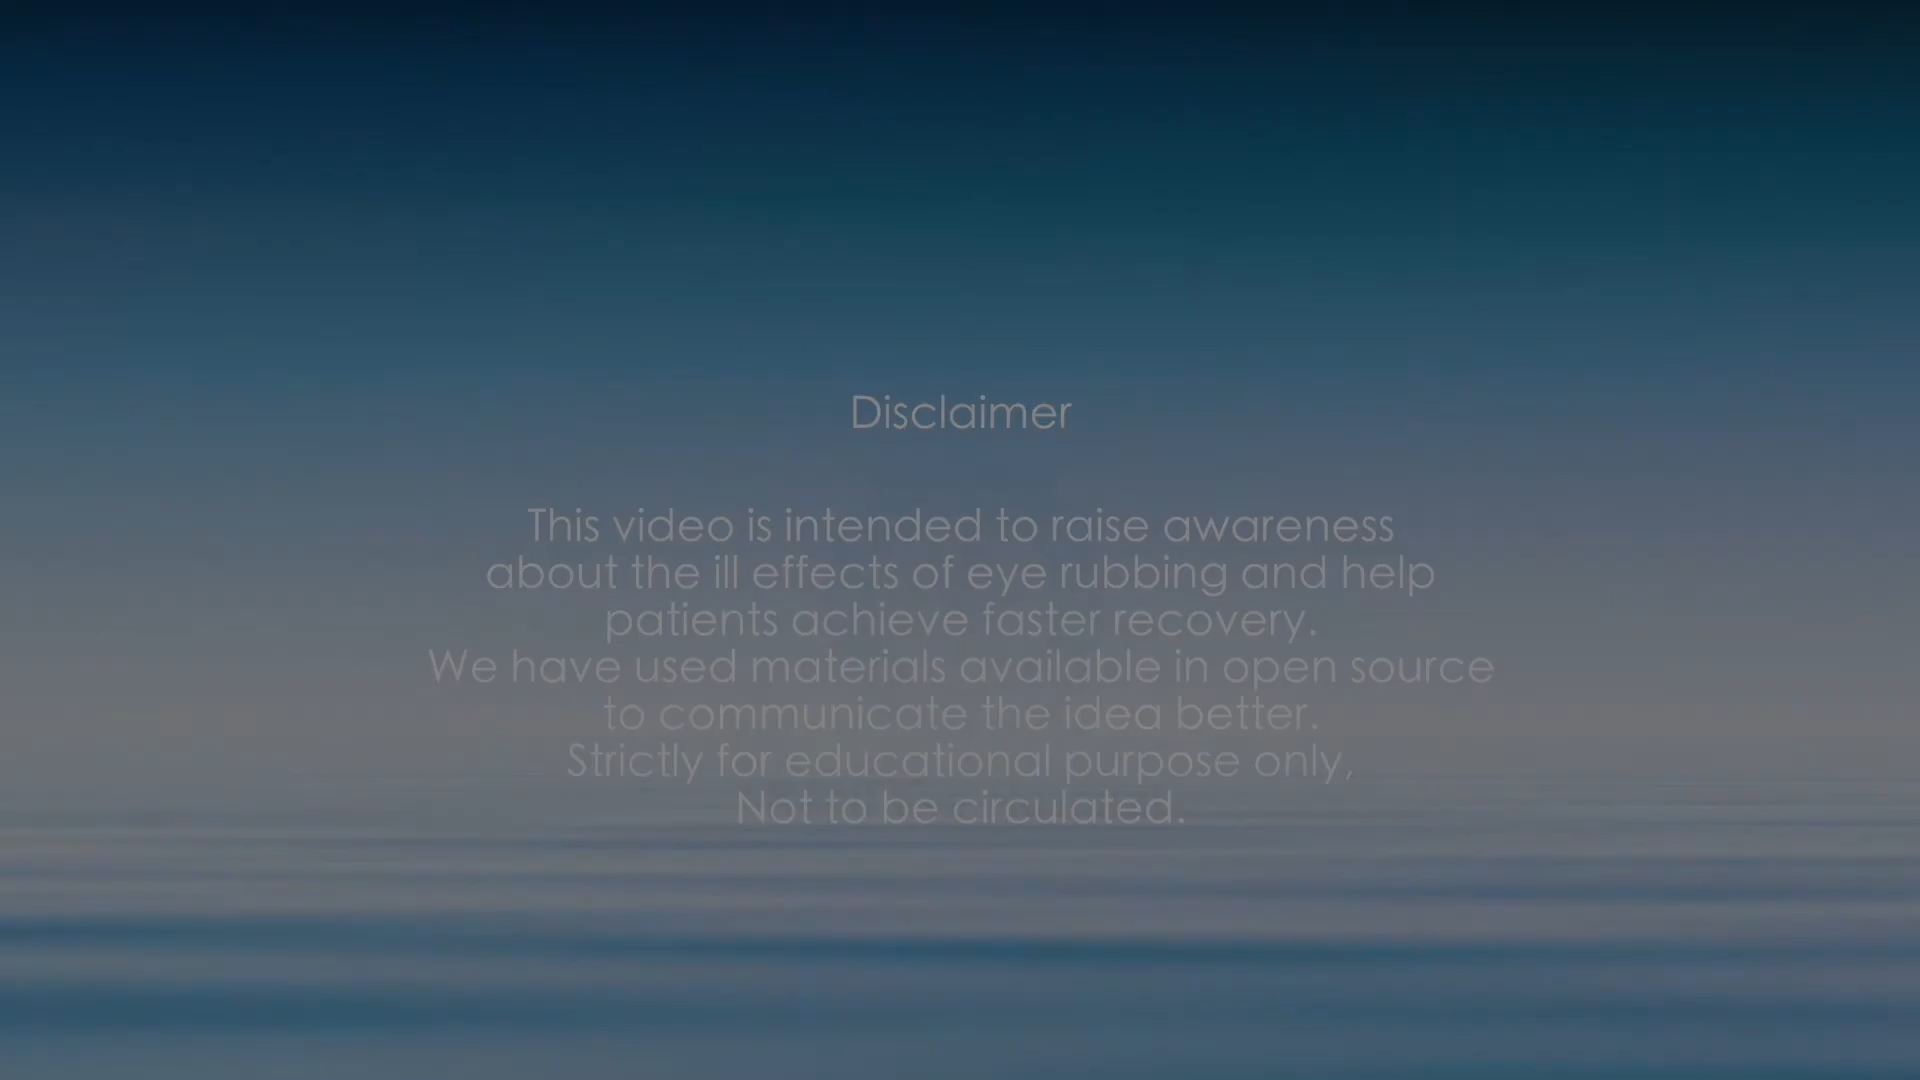 Disclaimer
This video is intended to raise awareness
about the ill effects of eye rubbing and help
patients achieve faster recovery.
We have used materials available in open source
to communicate the idea better.
Strictly for educational purpose only,
Not to be circulated.